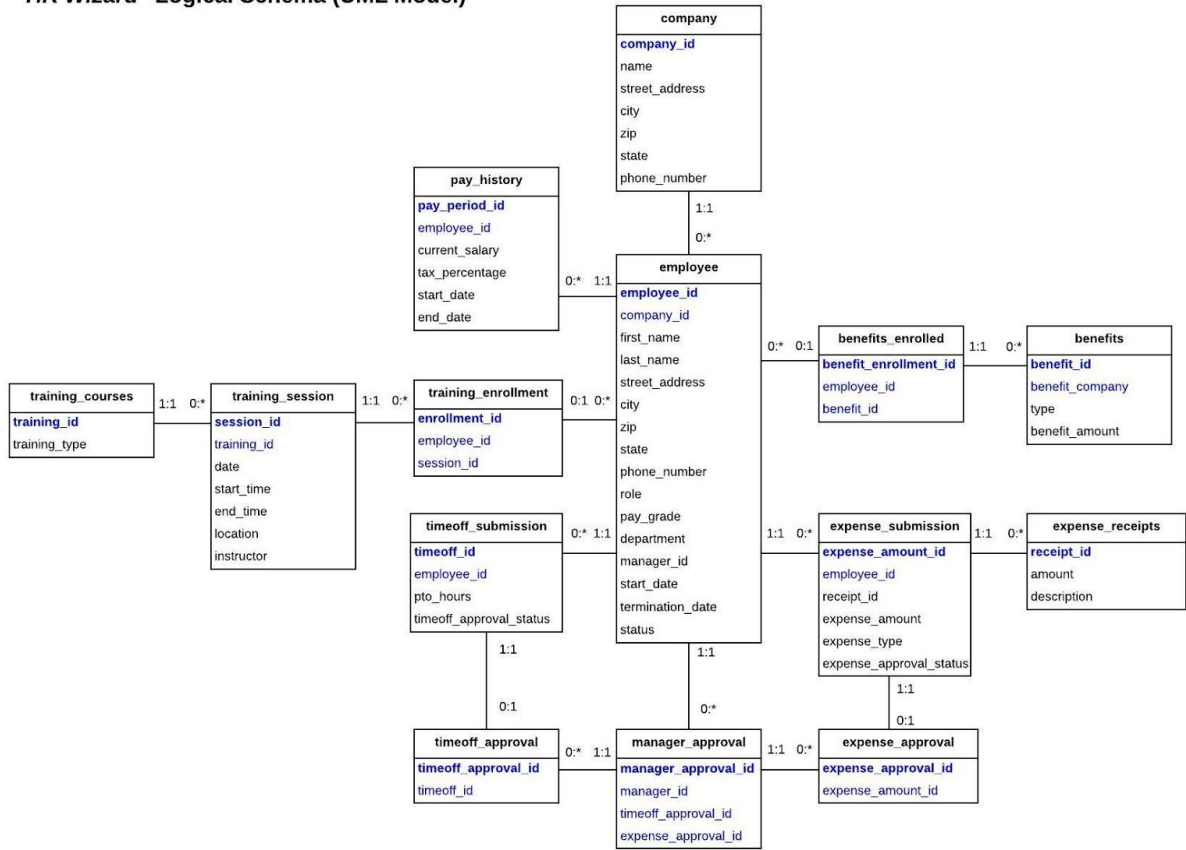 "HR Wizard" Logical Schema (UML Model)
company
company_id
name
street_address
city
zip
state
phone_number
1:1
0:*
pay_history
pay_period_id
employee_id
current_salary
tax_percentage
start_date
end_date
0:* 1:1
employee
employee_id
company_id
first_name
last_name
street_address
city
zip
state
phone_number
role
pay_grade
department
manager_id
start_date
termination_date
status
0:* 0:1
benefits_enrolled
benefit_enrollment_id
employee_id
benefit_id
1:1 0:*
benefits
benefit_id
benefit_company
type
benefit_amount
training_courses
training_id
training_type
1:1 0:*
training_session
session_id
training_id
date
start_time
end_time
location
instructor
1:1 0:*
training_enrollment
enrollment_id
employee_id
session_id
0:1 0:*
timeoff_submission
timeoff_id
employee_id
pto_hours
timeoff_approval_status
0:* 1:1
1:1 0:*
expense_submission
expense_amount_id
employee_id
receipt_id
expense_amount
expense_type
expense_approval_status
1:1 0:*
expense_receipts
receipt_id
amount
description
1:1
0:1
1:1
0:*
1:1
0:1
timeoff_approval
timeoff_approval_id
timeoff_id
0:* 1:1
manager_approval
manager_approval_id
manager_id
timeoff_approval_id
expense_approval_id
1:1 0:*
expense_approval
expense_approval_id
expense_amount_id